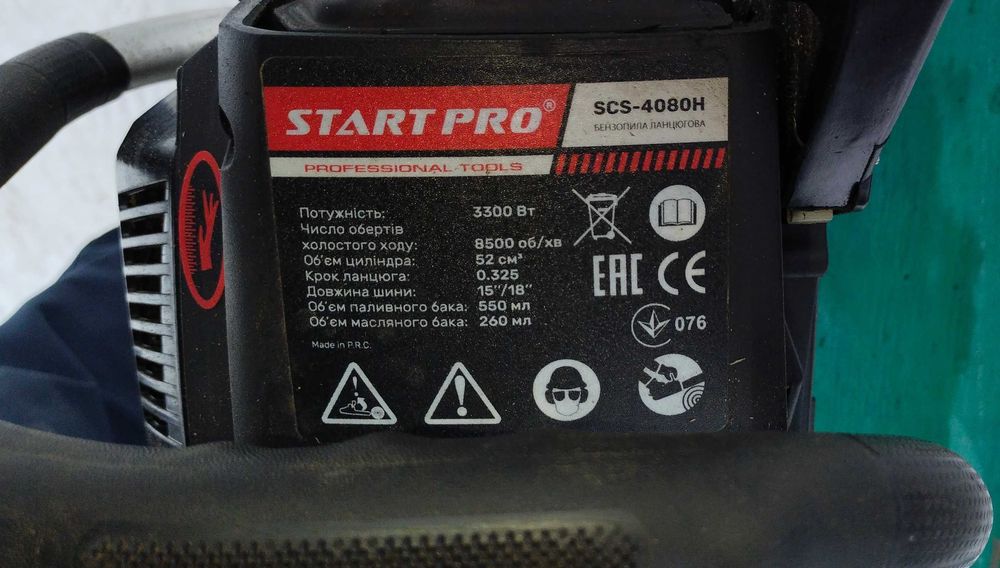 START PRO®
SCS-4080H
БЕНЗОПИЛА ЛАНЦЮГОВА
PROFESSIONAL TOOLS
Потужність: 3300 Вт
Число обертів
холостого ходу: 8500 об/хв
Об'єм циліндра: 52 см³
Крок ланцюга: 0.325
Довжина шини: 15"/18"
Об'єм паливного бака: 550 мл
Об'єм масляного бака: 260 мл
Made in P.R.C.
EAC CE
076